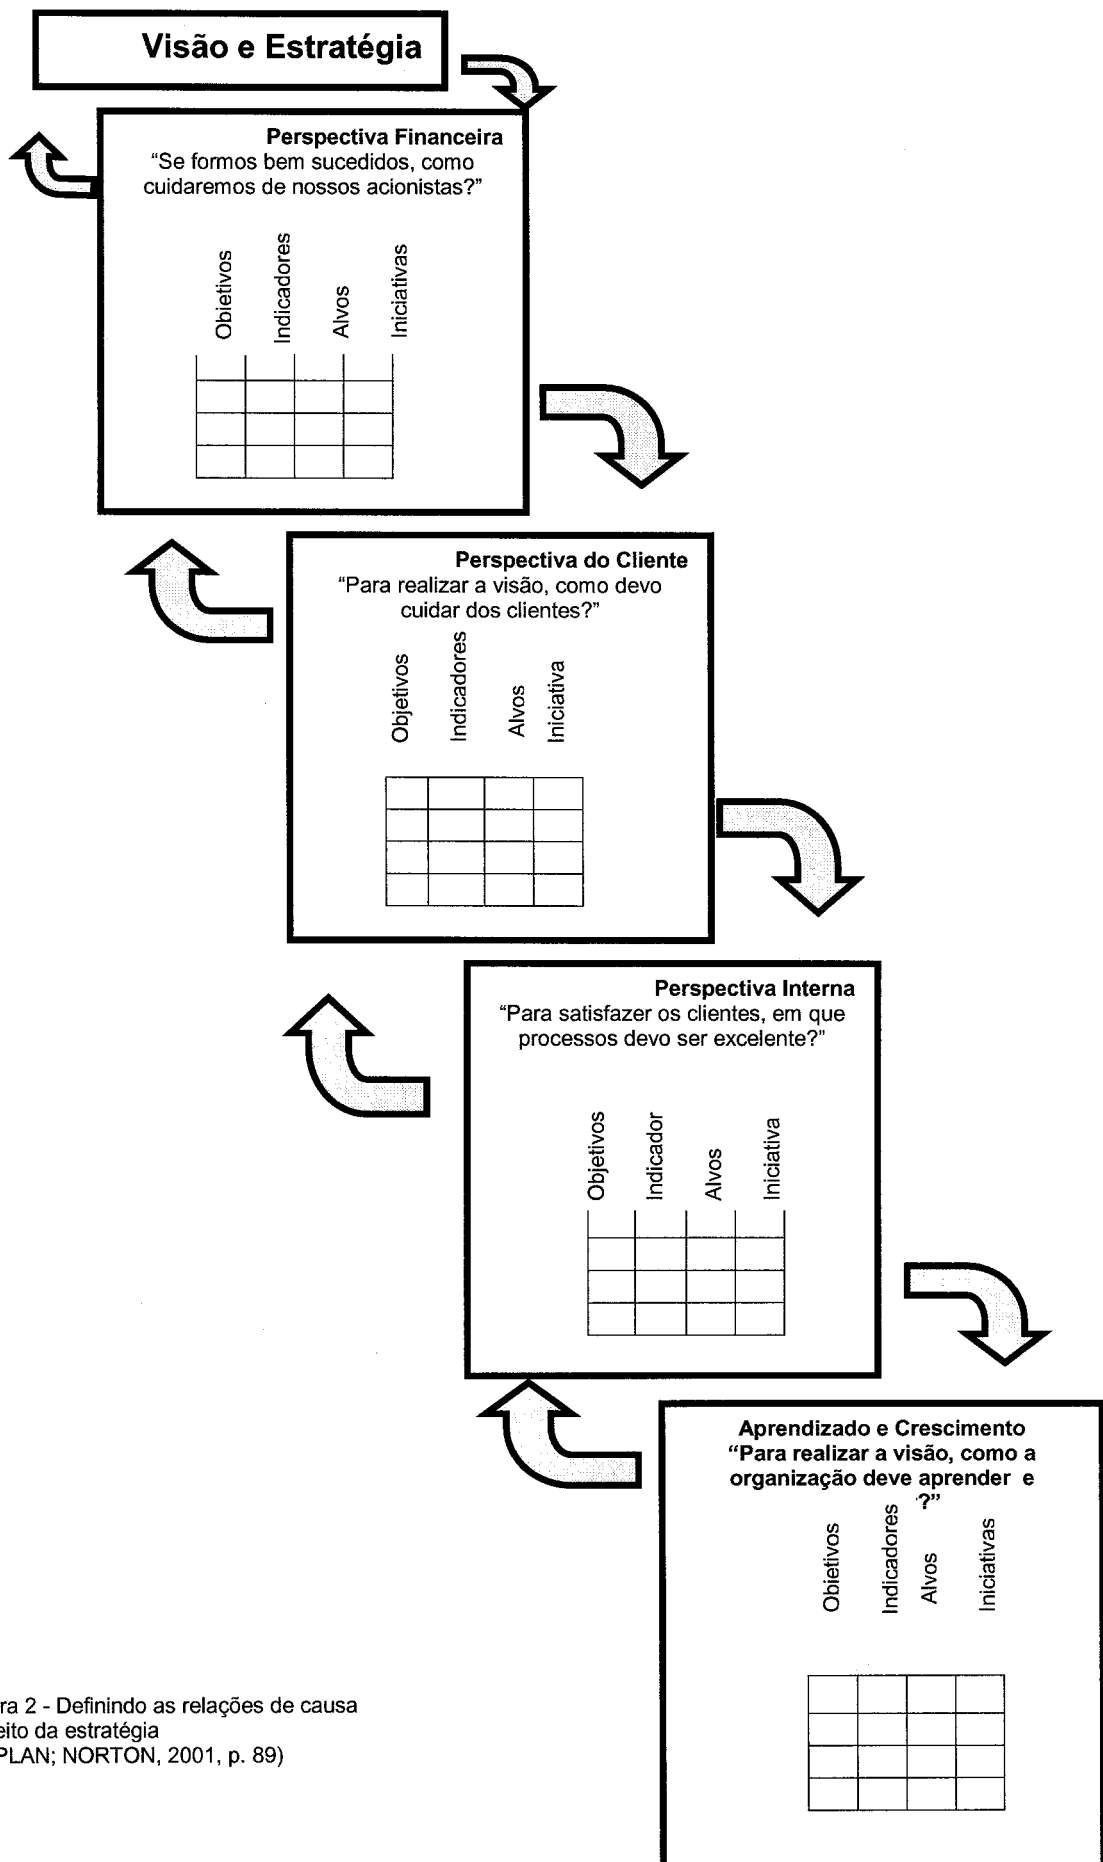 Visão e Estratégia
Perspectiva Financeira
“Se formos bem sucedidos, como
cuidaremos de nossos acionistas?”
Obietivos
Indicadores
Alvos
Iniciativas
Perspectiva do Cliente
“Para realizar a visão, como devo
cuidar dos clientes?”
Objetivos
Indicadores
Alvos
Iniciativa
Perspectiva Interna
“Para satisfazer os clientes, em que
processos devo ser excelente?”
Objetivos
Indicador
Alvos
Iniciativa
Aprendizado e Crescimento
“Para realizar a visão, como a
organização deve aprender e
?”
Obietivos
Indicadores
Alvos
Iniciativas
ra 2 - Definindo as relações de causa
eito da estratégia
PLAN; NORTON, 2001, p. 89)